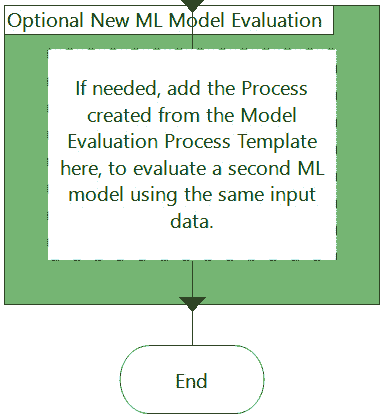 Optional New ML Model Evaluation
If needed, add the Process
created from the Model
Evaluation Process Template
here, to evaluate a second ML
model using the same input
data.
End